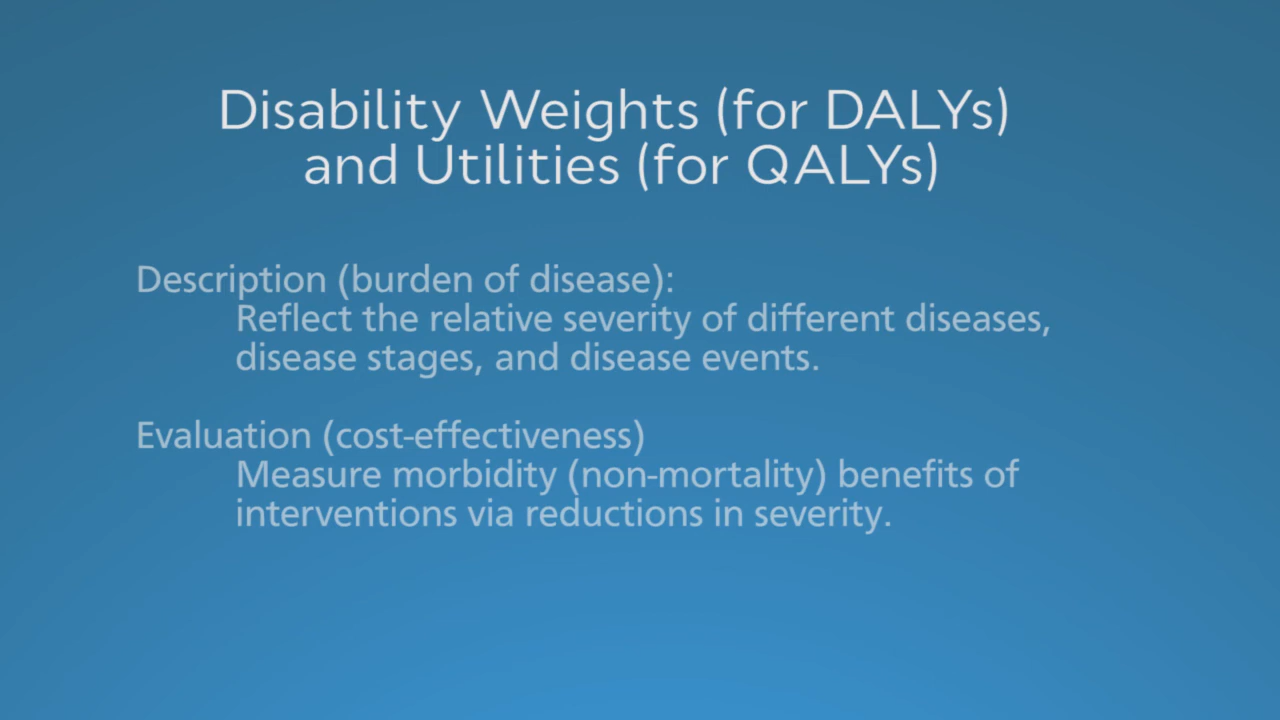 Disability Weights (for DALYs)
and Utilities (for QALYs)
Description (burden of disease):
Reflect the relative severity of different diseases,
disease stages, and disease events.
Evaluation (cost-effectiveness)
Measure morbidity (non-mortality) benefits of
interventions via reductions in severity.